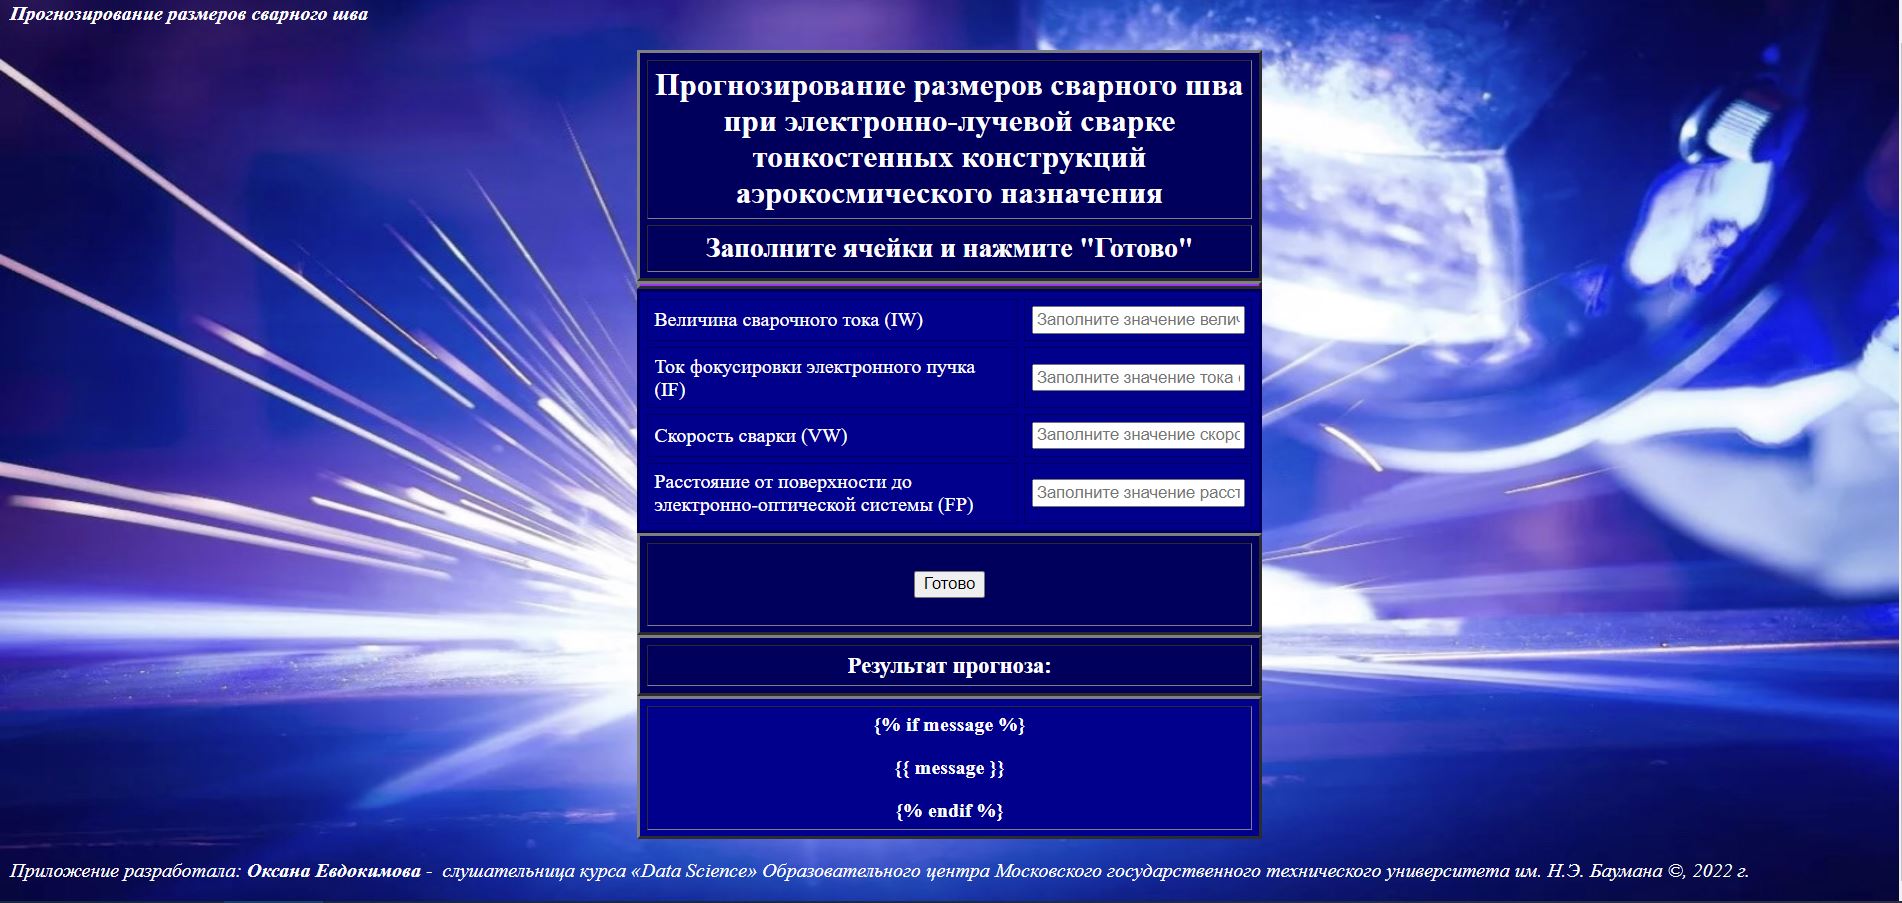 Прогнозирование размеров сварного шва
Прогнозирование размеров сварного шва
при электронно-лучевой сварке
тонкостенных конструкций
аэрокосмического назначения
Заполните ячейки и нажмите "Готово"
Величина сварочного тока (IW)
Заполните значение велич
Ток фокусировки электронного пучка
(IF)
Заполните значение тока
Скорость сварки (VW)
Заполните значение скоро
Расстояние от поверхности до
электронно-оптической системы (FP)
Заполните значение расст
Готово
Результат прогноза:
{% if message %}
{{ message }}
{% endif %}
Приложение разработала: Оксана Евдокимова - слушательница курса «Data Science» Образовательного центра Московского государственного технического университета им. Н.Э. Баумана ©, 2022 г.